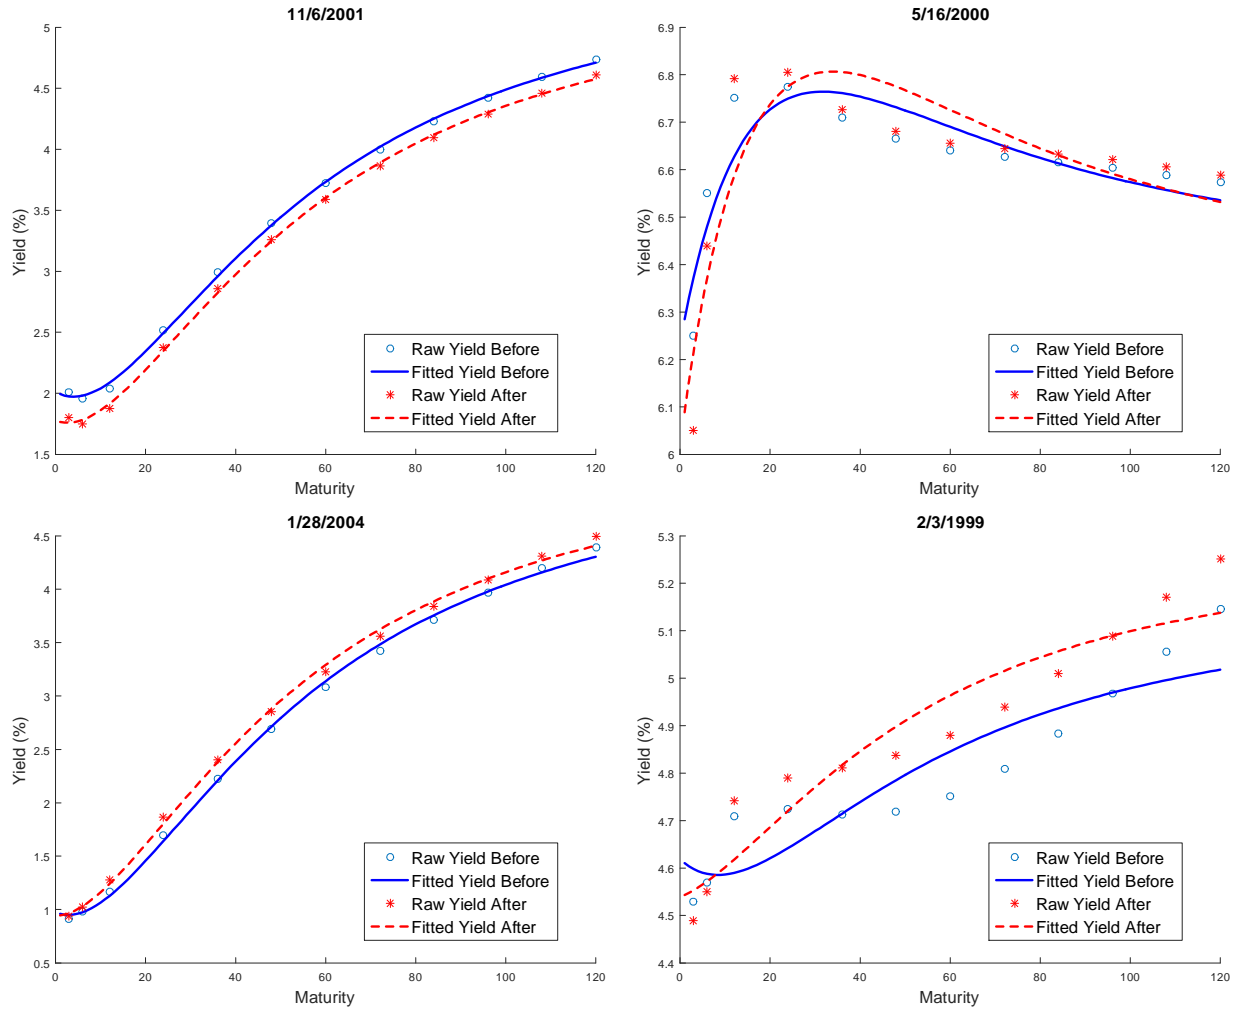 11/6/2001
5
4.5
4
3.5
3
2.5
2
1.5
Yield (%)
0 20 40 60 80 100 120
Maturity
Raw Yield Before
Fitted Yield Before
Raw Yield After
Fitted Yield After
5/16/2000
6.9
6.8
6.7
6.6
6.5
6.4
6.3
6.2
6.1
6
Yield (%)
0 20 40 60 80 100 120
Maturity
Raw Yield Before
Fitted Yield Before
Raw Yield After
Fitted Yield After
1/28/2004
4.5
4
3.5
3
2.5
2
1.5
1
0.5
Yield (%)
0 20 40 60 80 100 120
Maturity
Raw Yield Before
Fitted Yield Before
Raw Yield After
Fitted Yield After
2/3/1999
5.3
5.2
5.1
5
4.9
4.8
4.7
4.6
4.5
4.4
Yield (%)
0 20 40 60 80 100 120
Maturity
Raw Yield Before
Fitted Yield Before
Raw Yield After
Fitted Yield After